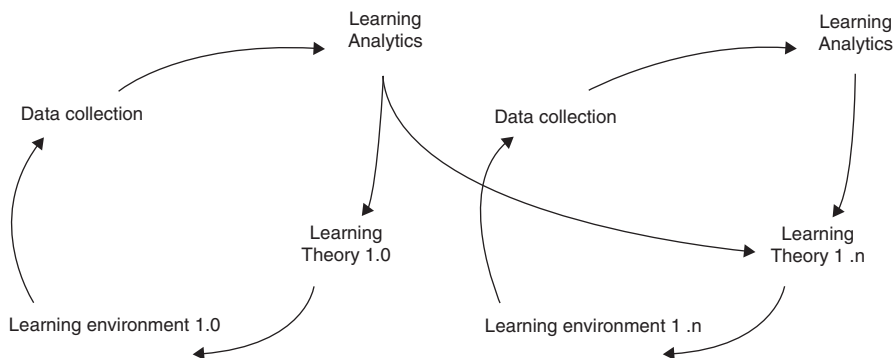 Learning
Analytics
Data collection
Learning
Theory 1.0
Learning environment 1.0
Learning
Analytics
Data collection
Learning
Theory 1 .n
Learning environment 1 .n